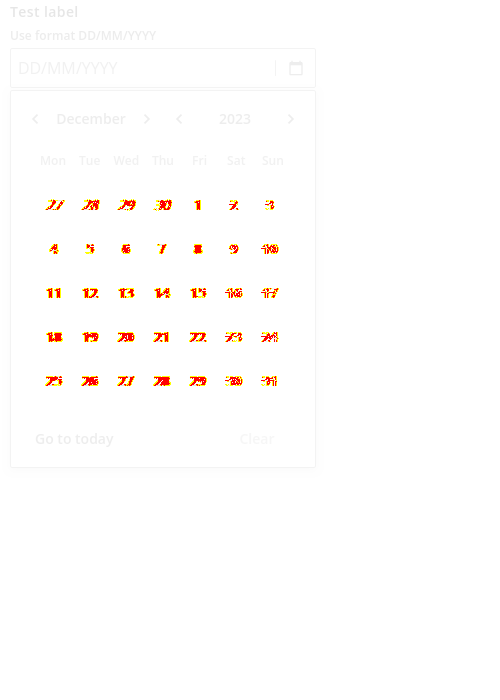 Test label
Use format DD/MM/YYYY
DD/MM/YYYY
December 2023
Mon Tue Wed Thu Fri Sat Sun
27 28 29 30 1 2 3
4 5 6 7 8 9 10
11 12 13 14 15 16 17
18 19 20 21 22 23 24
25 26 27 28 29 30 31
Go to today Clear